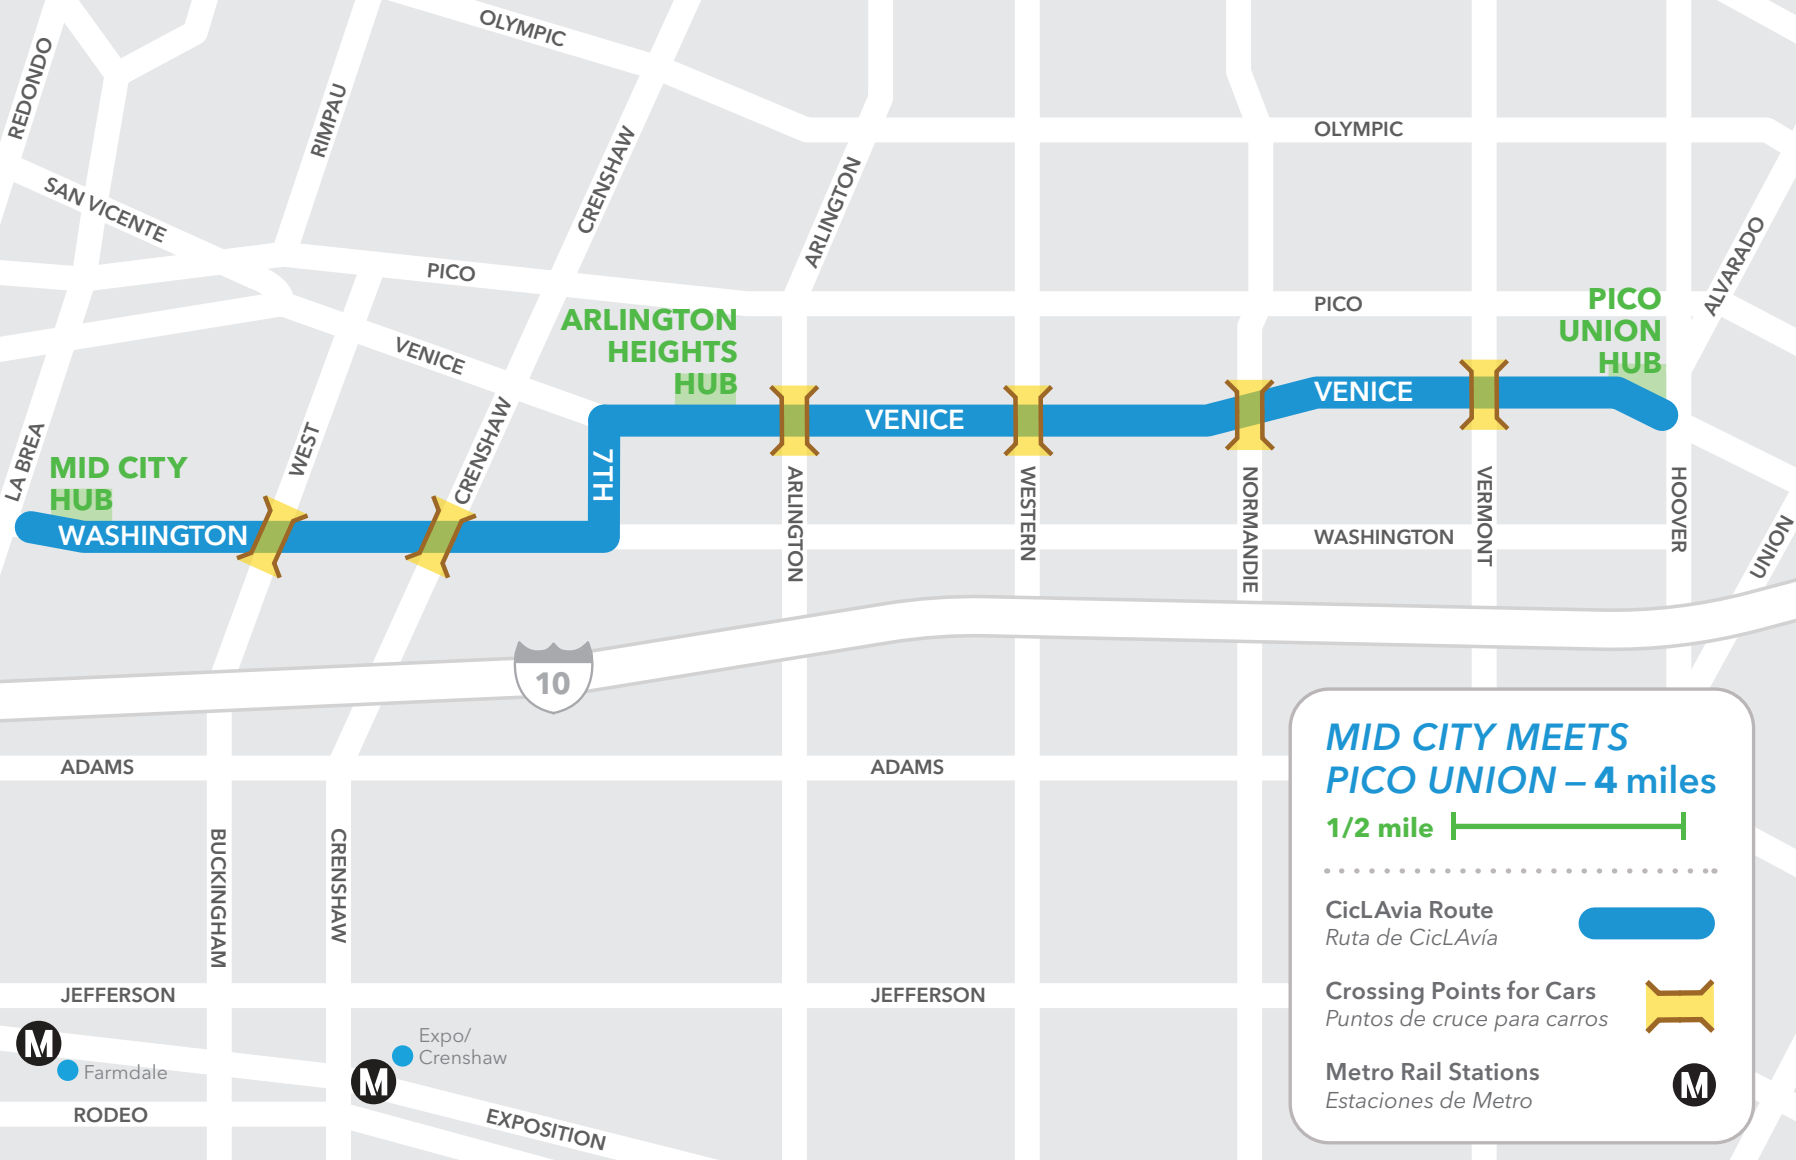 OLYMPIC
REDONDO
RIMPAU
CRENSHAW
OLYMPIC
ARLINGTON
SAN VICENTE
ALVARADO
PICO
PICO
ARLINGTON
HEIGHTS
HUB
PICO
UNION
HUB
VENICE
VENICE
VENICE
LA BREA
WEST
CRENSHAW
MID CITY
HUB
7TH
WASHINGTON
ARLINGTON
WESTERN
NORMANDIE
WASHINGTON
VERMONT
HOOVER
UNION
10
ADAMS
ADAMS
BUCKINGHAM
CRENSHAW
JEFFERSON
JEFFERSON
M
Farmdale
Expo/
Crenshaw
M
RODEO
EXPOSITION
MID CITY MEETS
PICO UNION – 4 miles
1/2 mile
CicLAvia Route
Ruta de CicLAvía
Crossing Points for Cars
Puntos de cruce para carros
Metro Rail Stations
Estaciones de Metro
M